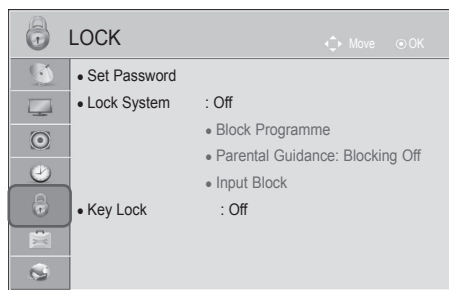 LOCK
Move ⊙OK
• Set Password
• Lock System : Off
• Block Programme
• Parental Guidance: Blocking Off
• Input Block
• Key Lock : Off